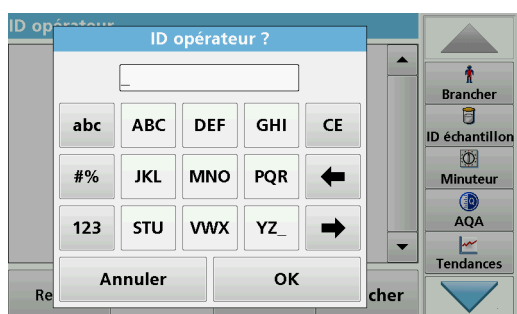 ID opérateur
ID opérateur ?
_
abc ABC DEF GHI CE
#% JKL MNO PQR
123 STU VWX YZ_
Annuler OK
Re cher
Brancher
ID échantillon
Minuteur
AQA
Tendances